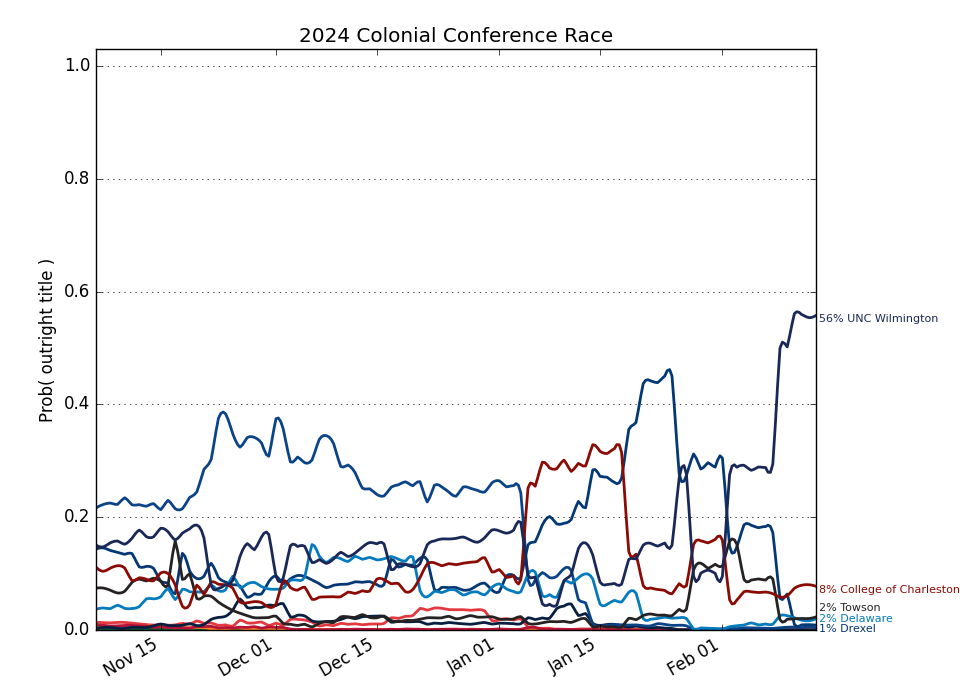 2024 Colonial Conference Race
Prob( outright title )
1.0
0.8
0.6
0.4
0.2
0.0
56% UNC Wilmington
8% College of Charleston
2% Towson
2% Delaware
1% Drexel
Nov 15
Dec 01
Dec 15
Jan 01
Jan 15
Feb 01